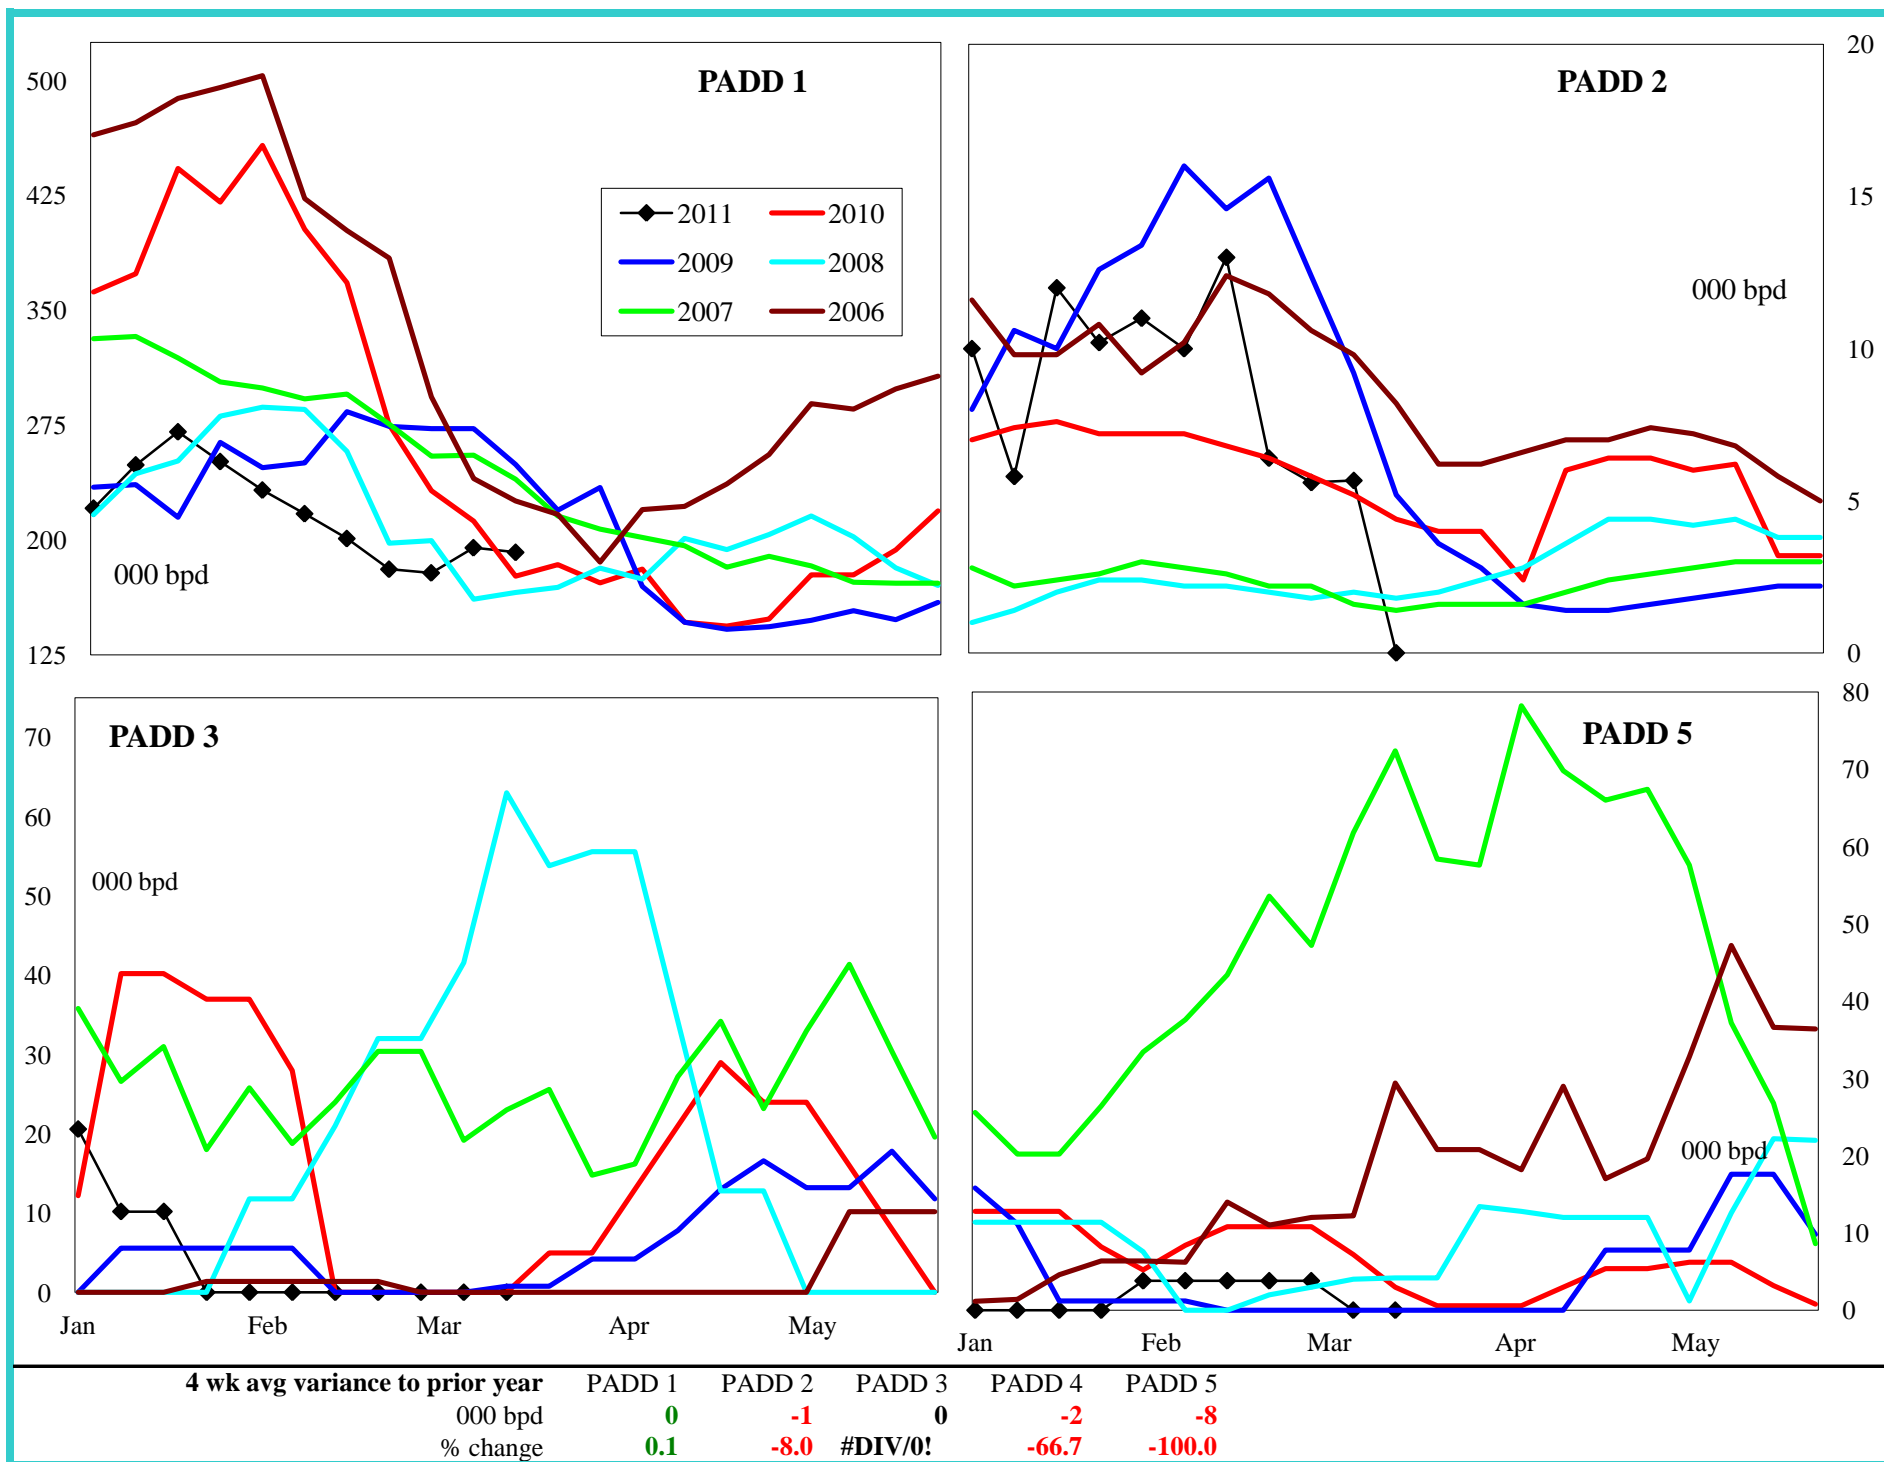 PADD 1
500
425
350
275
200
125
000 bpd
2011 2010
2009 2008
2007 2006
PADD 2
20
15
10
5
0
000 bpd
PADD 3
70
60
50
40
30
20
10
0
000 bpd
Jan Feb Mar Apr May
PADD 5
80
70
60
50
40
30
20
10
0
000 bpd
Jan Feb Mar Apr May
4 wk avg variance to prior year PADD 1 PADD 2 PADD 3 PADD 4 PADD 5
000 bpd 0 -1 0 -2 -8
% change 0.1 -8.0 #DIV/0! -66.7 -100.0